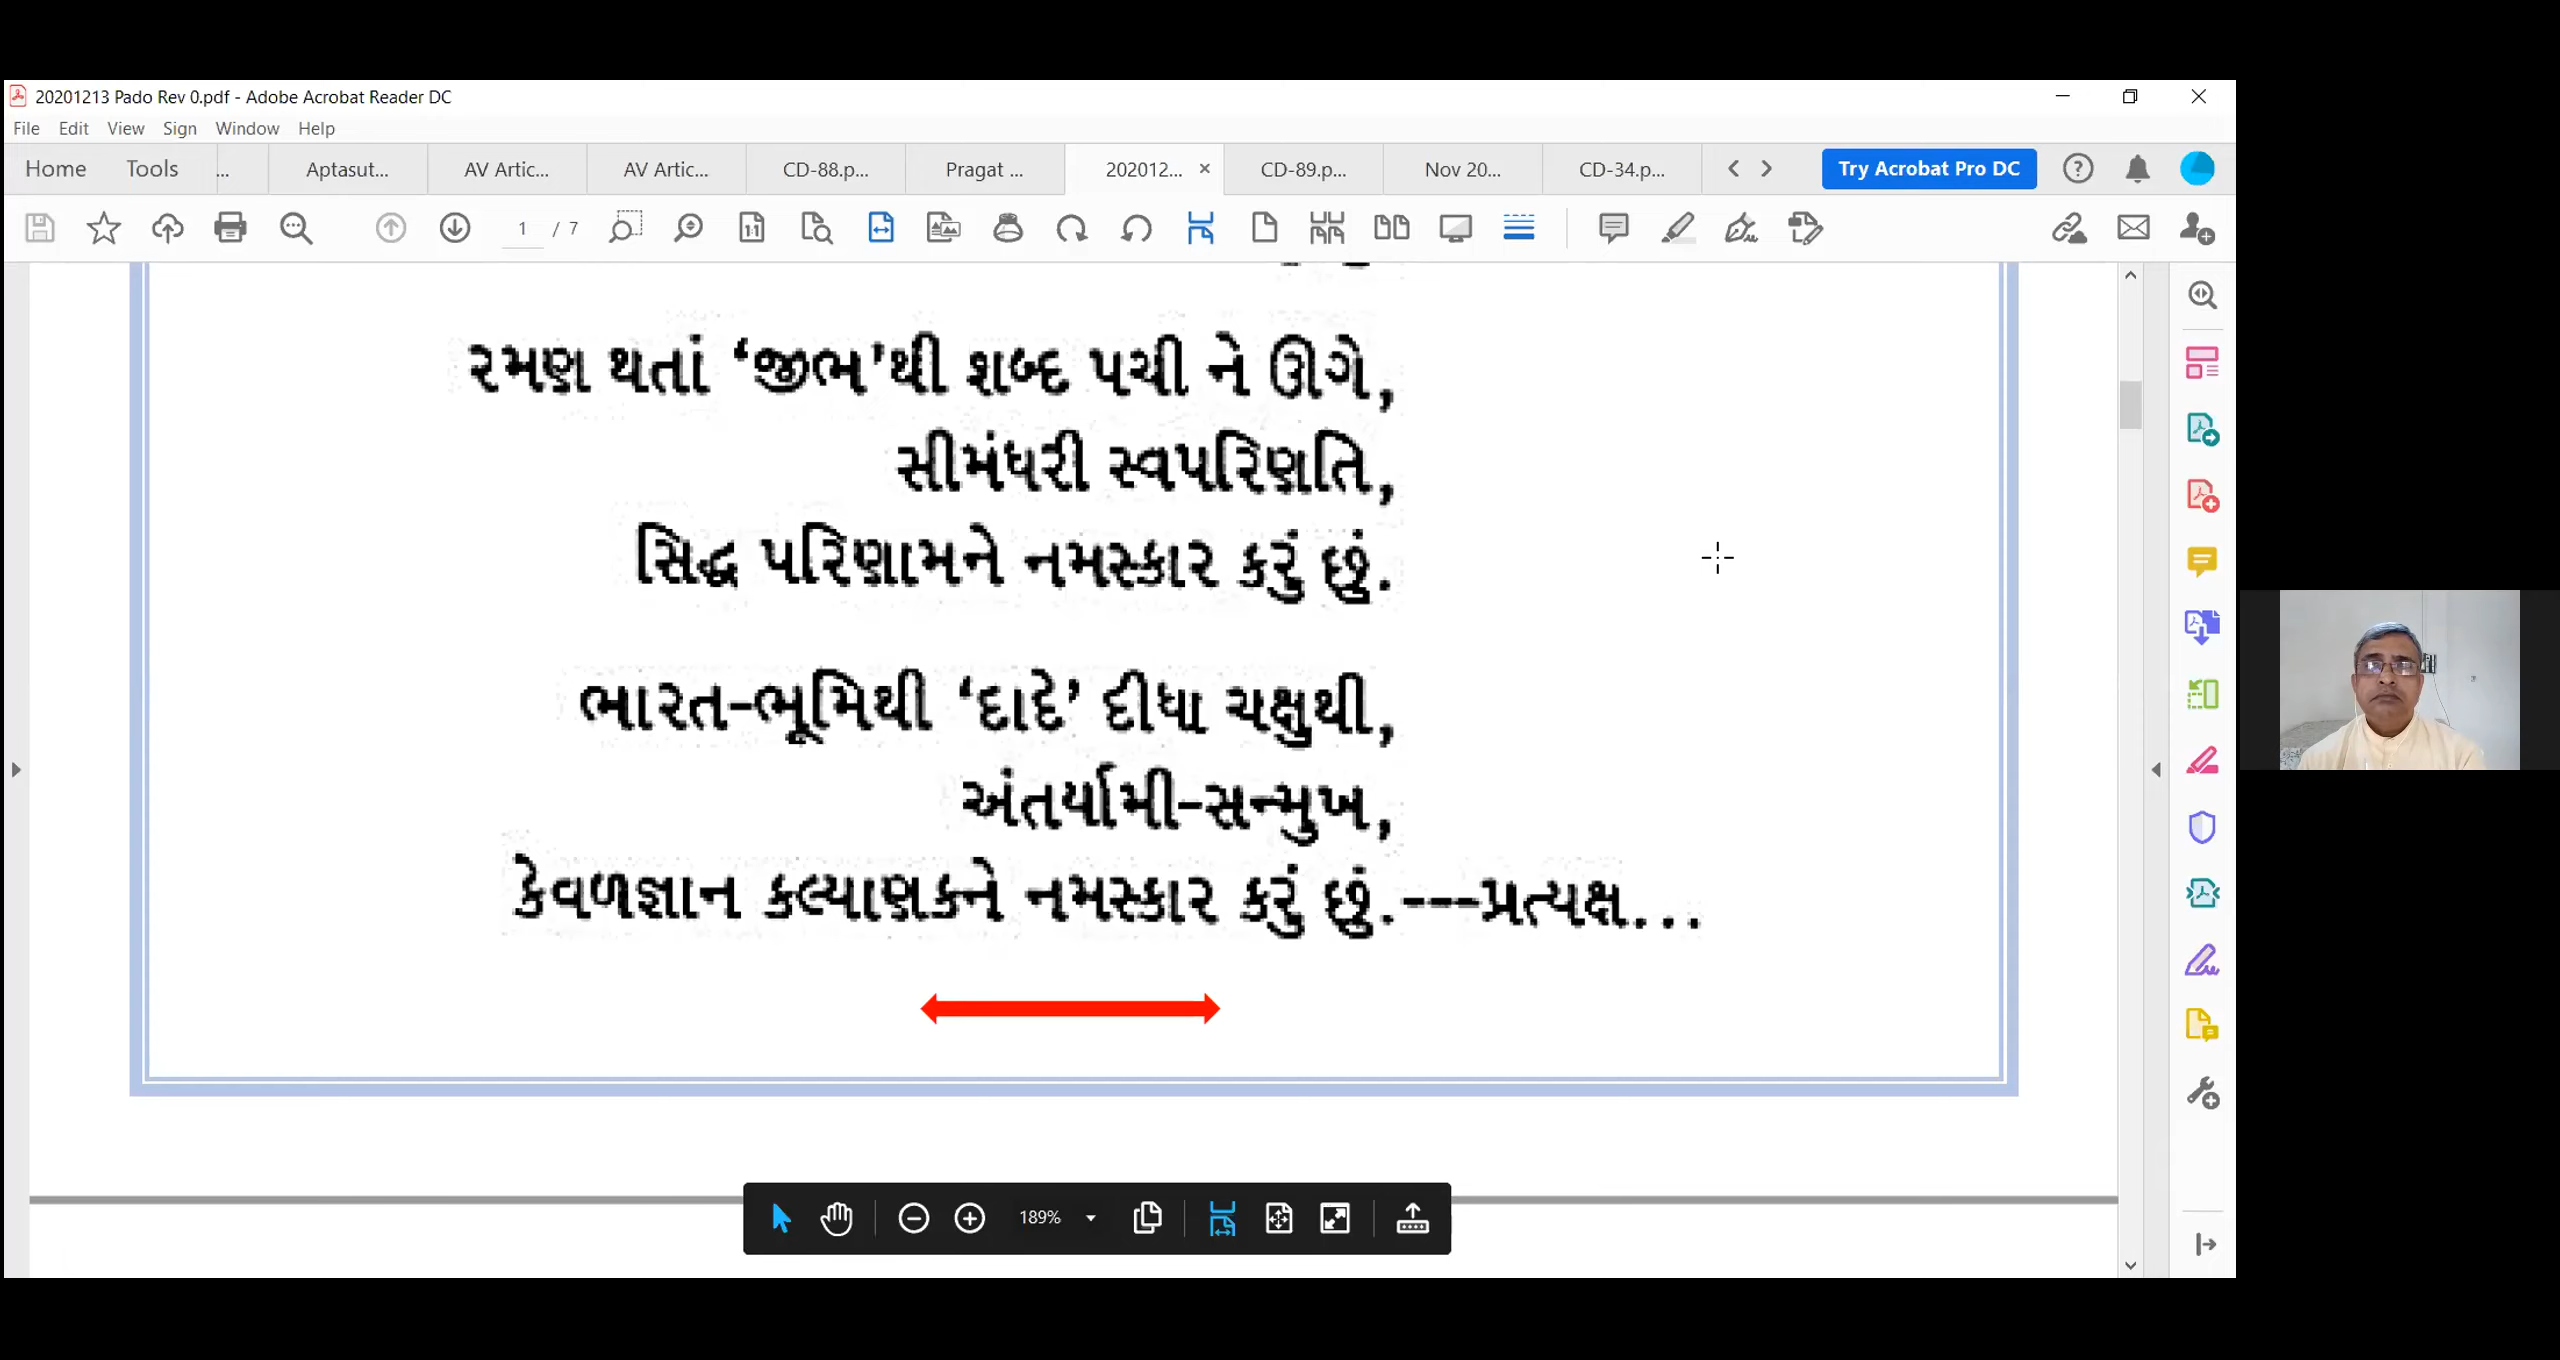 20201213 Pado Rev 0.pdf - Adobe Acrobat Reader DC
File Edit View Sign Window Help
Home Tools ... Aptasut... AV Artic... AV Artic... CD-88.p... Pragat ... 202012... CD-89.p... Nov 20... CD-34.p... Try Acrobat Pro DC
1 / 7
રમણ થતાં ‘જીભ’થી શબ્દ પચી ને ઊગે,
સીમંધરી સ્વપરિણતિ,
સિદ્ધ પરિણામને નમસ્કાર કરું છું.
ભારત-ભૂમિથી ‘દાદે’ દીધા ચક્ષુથી,
અંતર્યામી-સન્મુખ,
કેવળજ્ઞાન કલ્યાણકને નમસ્કાર કરું છું.---પ્રત્યક્ષ...
189%